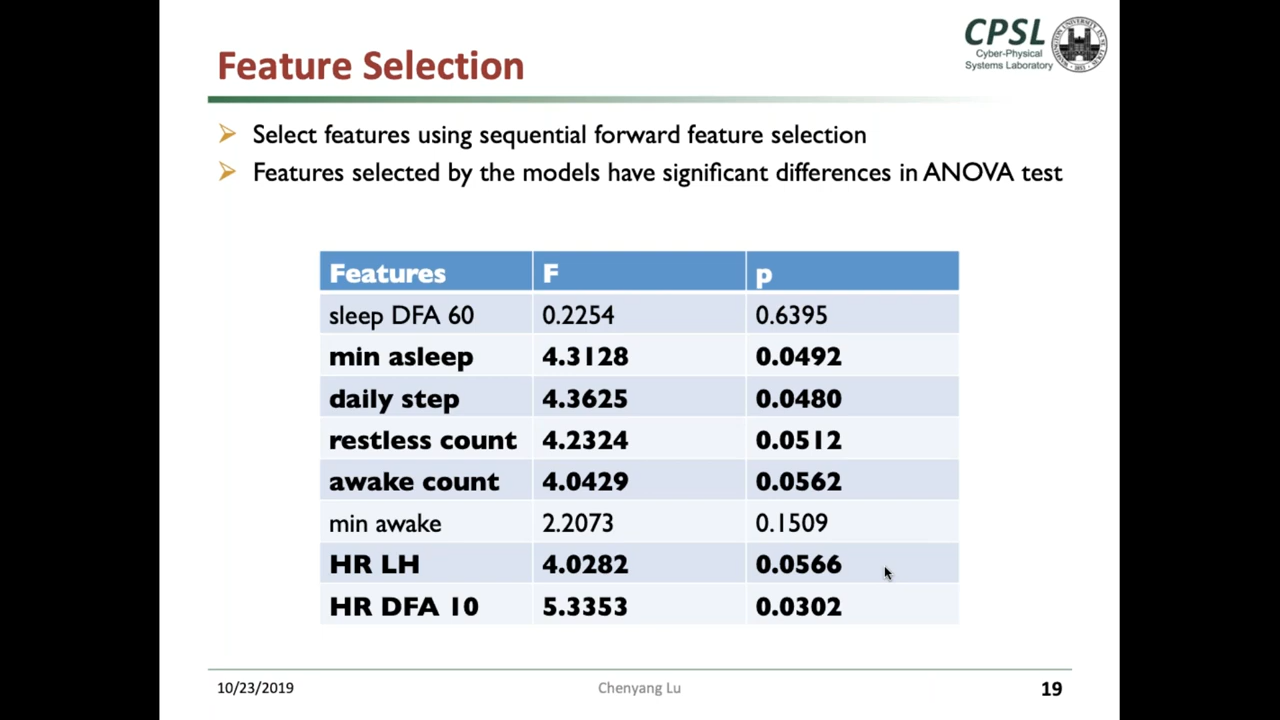 CPSL
Cyber-Physical
Systems Laboratory
Feature Selection
Select features using sequential forward feature selection
Features selected by the models have significant differences in ANOVA test
Features F p
sleep DFA 60 0.2254 0.6395
min asleep 4.3128 0.0492
daily step 4.3625 0.0480
restless count 4.2324 0.0512
awake count 4.0429 0.0562
min awake 2.2073 0.1509
HR LH 4.0282 0.0566
HR DFA 10 5.3353 0.0302
10/23/2019 Chenyang Lu 19